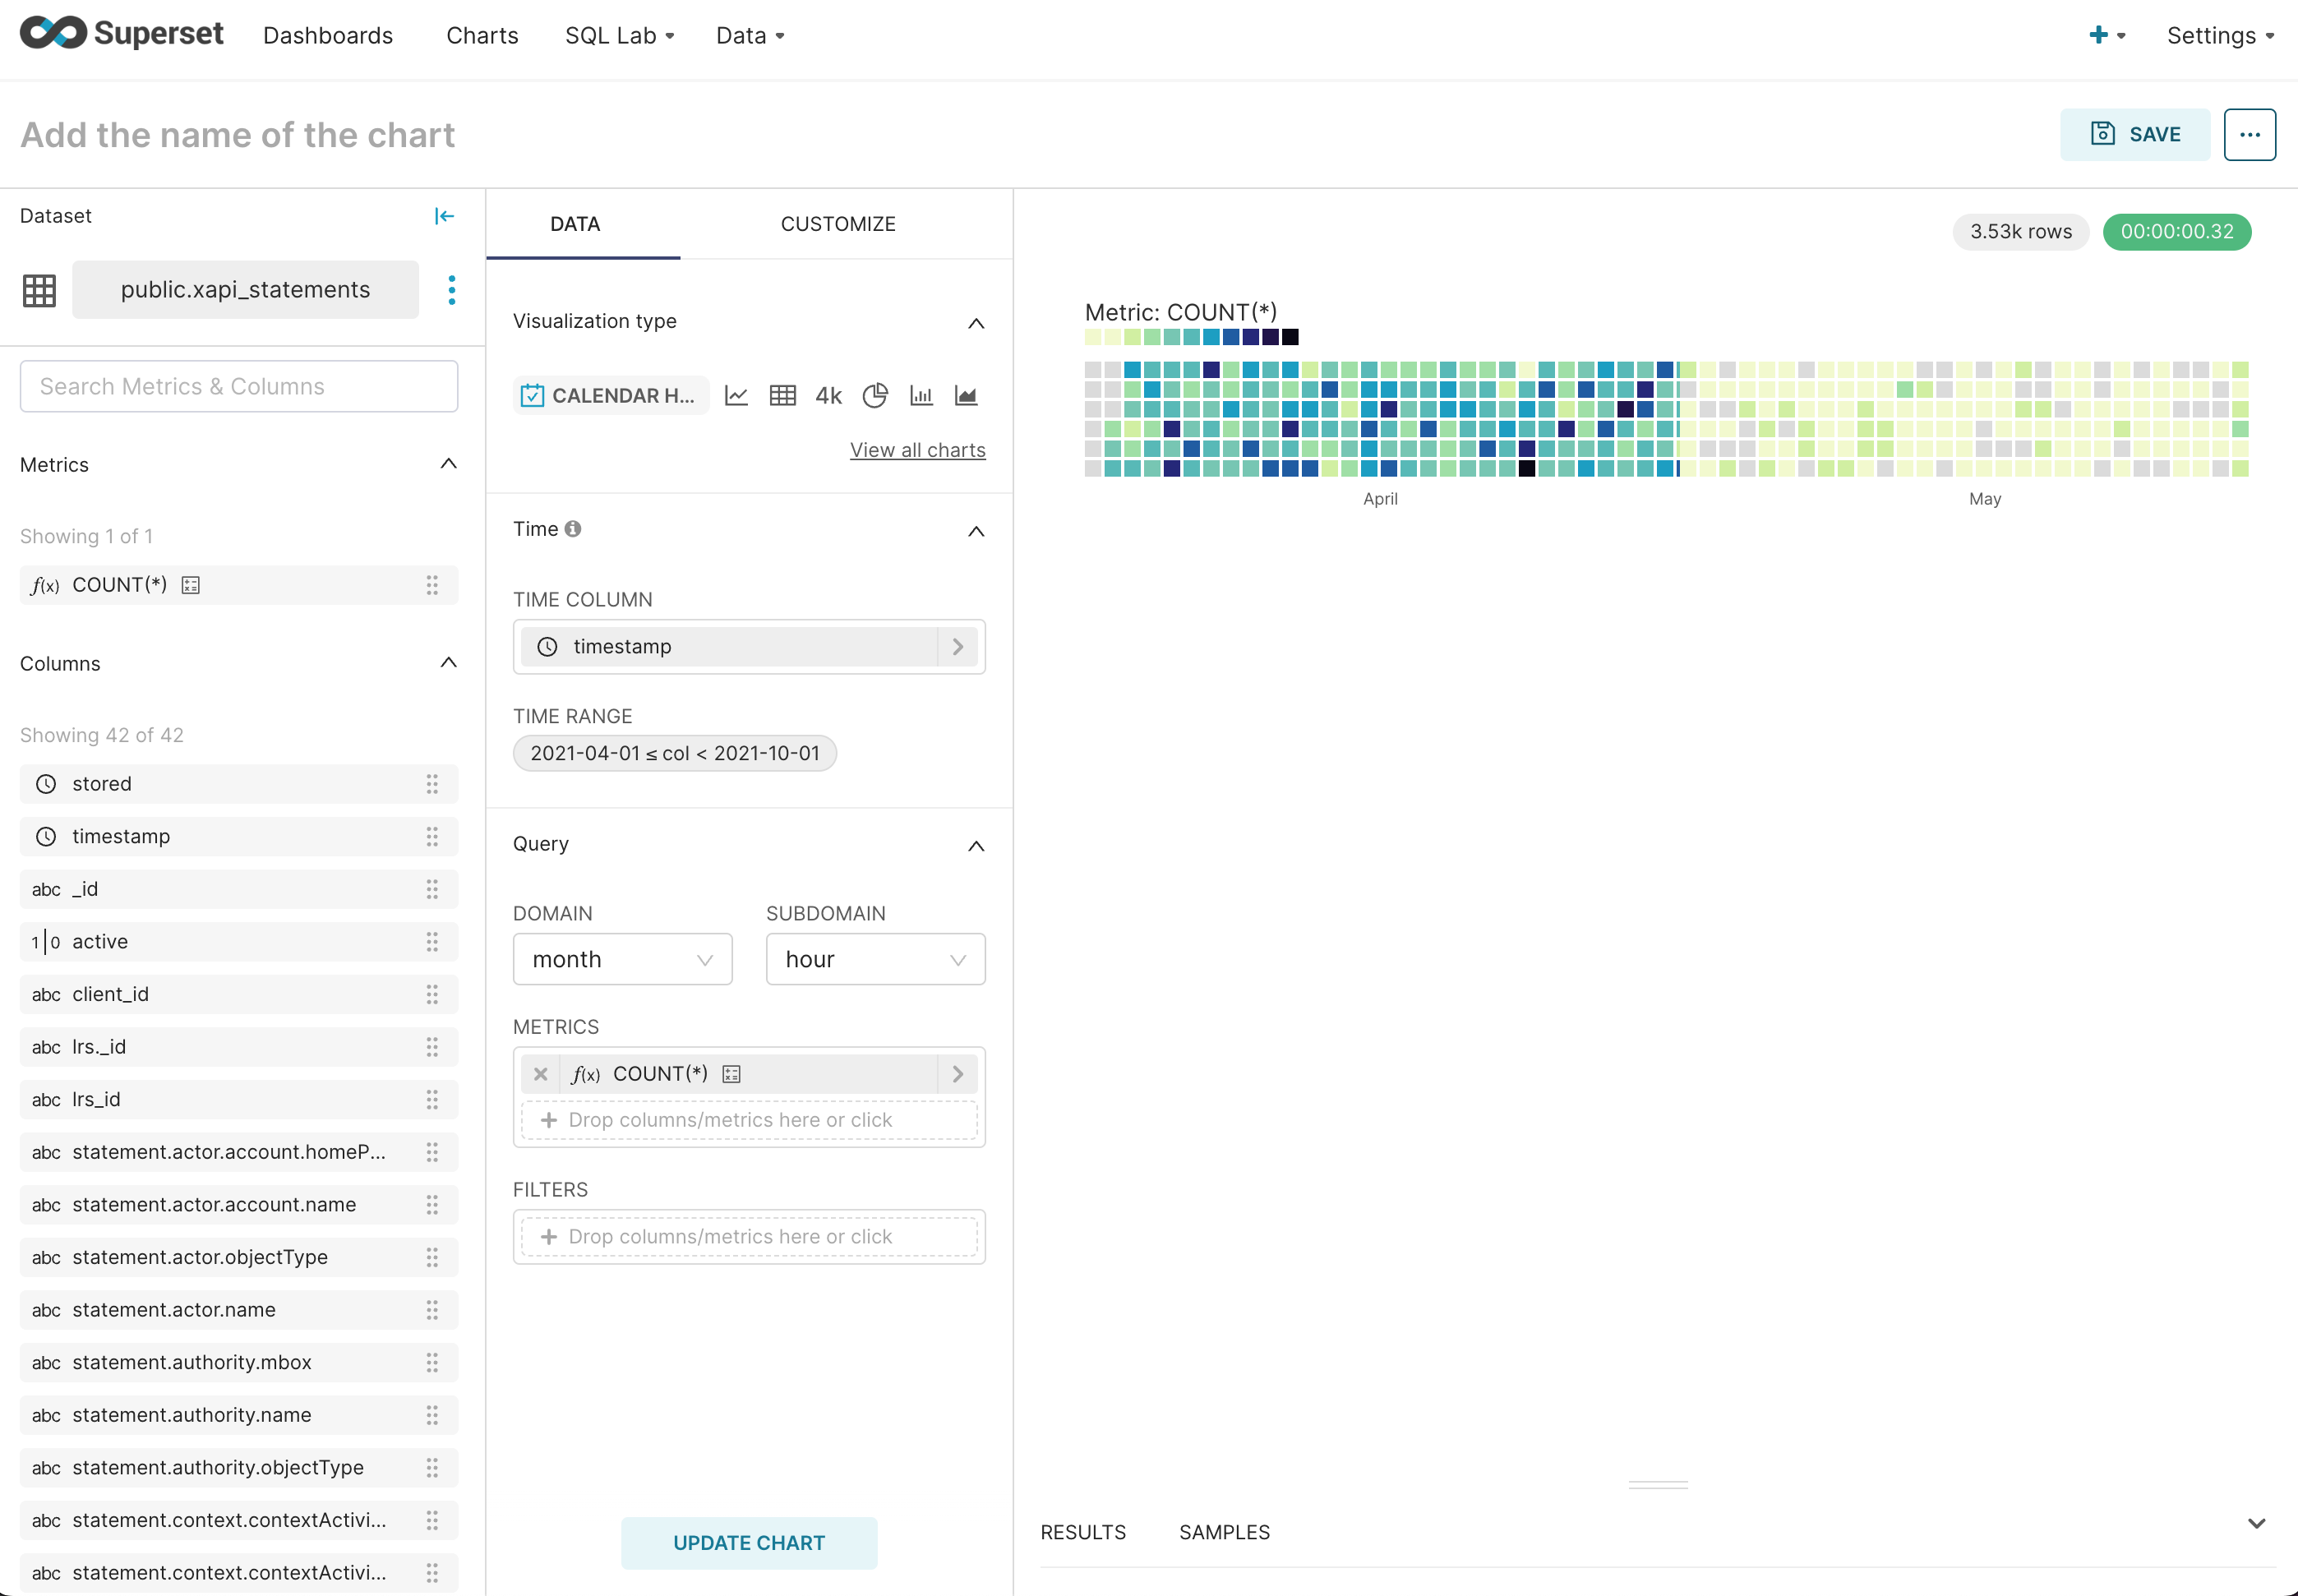 Superset
Dashboards
Charts
SQL Lab
Data
Settings
Add the name of the chart
SAVE
Dataset
public.xapi_statements
Search Metrics & Columns
Metrics
Showing 1 of 1
f(x) COUNT(*)
Columns
Showing 42 of 42
stored
timestamp
abc _id
1|0 active
abc client_id
abc lrs._id
abc lrs_id
abc statement.actor.account.homeP...
abc statement.actor.account.name
abc statement.actor.objectType
abc statement.actor.name
abc statement.authority.mbox
abc statement.authority.name
abc statement.authority.objectType
abc statement.context.contextActivi...
abc statement.context.contextActivi...
DATA
CUSTOMIZE
Visualization type
CALENDAR H...
4k
View all charts
Time
TIME COLUMN
timestamp
TIME RANGE
2021-04-01 ≤ col < 2021-10-01
Query
DOMAIN
SUBDOMAIN
month
hour
METRICS
f(x) COUNT(*)
Drop columns/metrics here or click
FILTERS
Drop columns/metrics here or click
UPDATE CHART
3.53k rows
00:00:00.32
Metric: COUNT(*)
April
May
RESULTS
SAMPLES